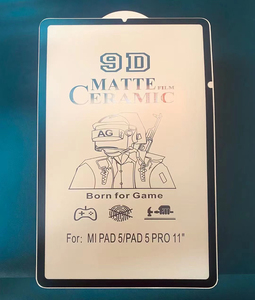 9D
MATTE FILM
CERAMIC
AG
Born for Game
For: MI PAD 5/PAD 5 PRO 11"